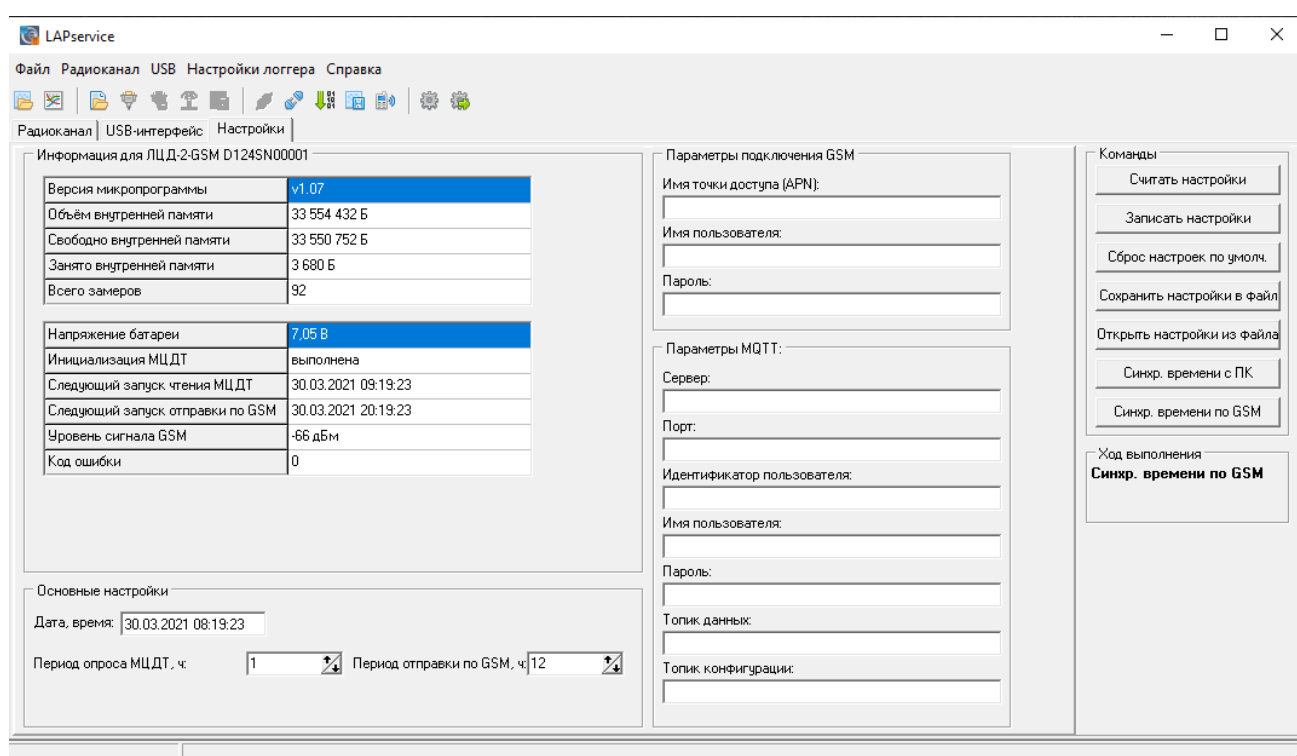 LAPservice
Файл Радиоканал USB Настройки логгера Справка
Радиоканал USB-интерфейс Настройки
Информация для ЛЦД-2-GSM D124SN00001
Версия микропрограммы v1.07
Объём внутренней памяти 33 554 432 Б
Свободно внутренней памяти 33 550 752 Б
Занято внутренней памяти 3 680 Б
Всего замеров 92
Напряжение батареи 7,05 В
Инициализация МЦДТ выполнена
Следующий запуск чтения МЦДТ 30.03.2021 09:19:23
Следующий запуск отправки по GSM 30.03.2021 20:19:23
Уровень сигнала GSM -66 дБм
Код ошибки 0
Основные настройки
Дата, время: 30.03.2021 08:19:23
Период опроса МЦДТ, ч: 1 Период отправки по GSM, ч: 12
Параметры подключения GSM
Имя точки доступа (APN):
Имя пользователя:
Пароль:
Параметры MQTT:
Сервер:
Порт:
Идентификатор пользователя:
Имя пользователя:
Пароль:
Топик данных:
Топик конфигурации:
Команды
Считать настройки
Записать настройки
Сброс настроек по умолч.
Сохранить настройки в файл
Открыть настройки из файла
Синхр. времени с ПК
Синхр. времени по GSM
Ход выполнения
Синхр. времени по GSM